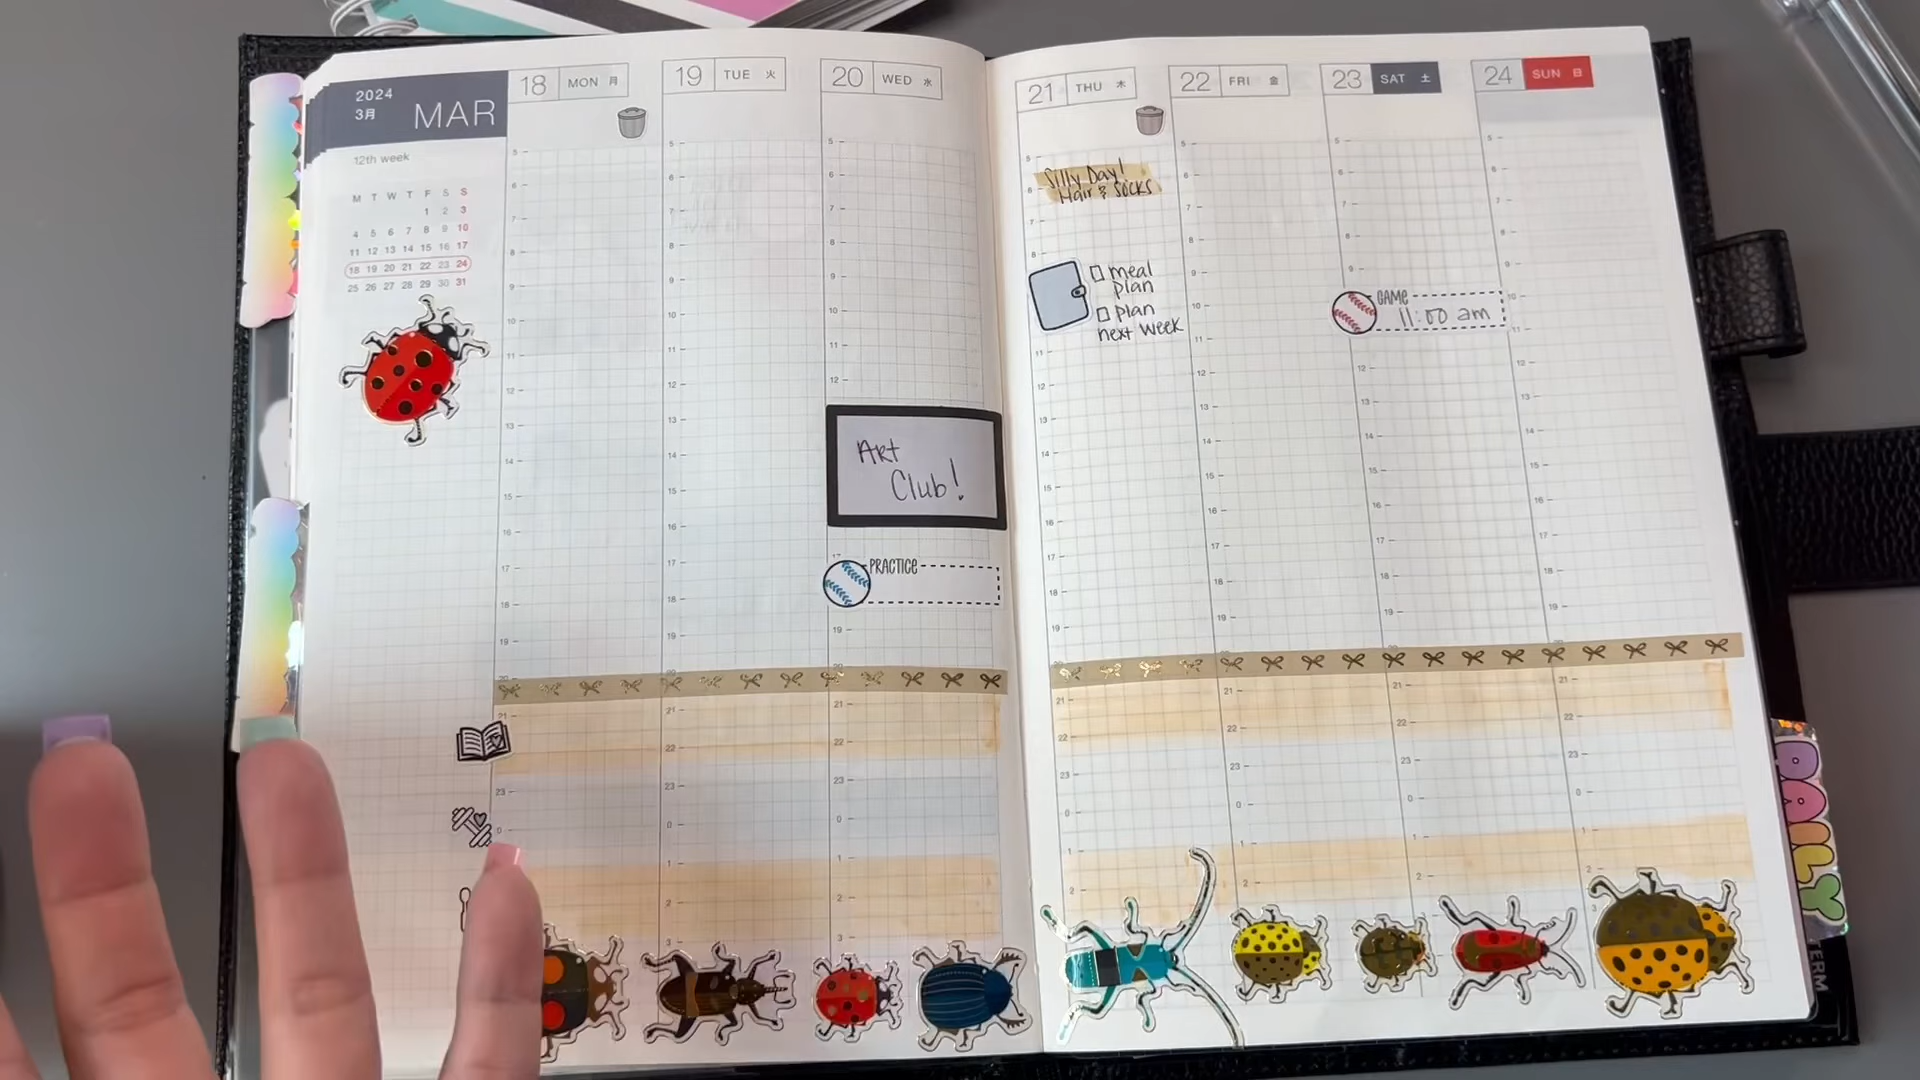 2024
3月
MAR
12th week
M T W T F S S
1 2 3
4 5 6 7 8 9 10
11 12 13 14 15 16 17
18 19 20 21 22 23 24
25 26 27 28 29 30 31
18 MON 月
19 TUE 火
20 WED 水
21 THU 木
22 FRI 金
23 SAT 土
24 SUN 日
Art
Club!
PRACTICE
Silly Day!
Hair & Socks
meal
plan
plan
next week
GAME
11:00 am
DAILY